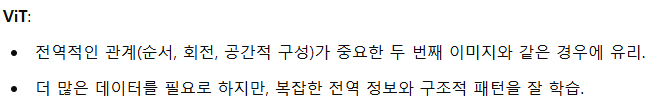 ViT:
• 전역적인 관계(순서, 회전, 공간적 구성)가 중요한 두 번째 이미지와 같은 경우에 유리.
• 더 많은 데이터를 필요로 하지만, 복잡한 전역 정보와 구조적 패턴을 잘 학습.